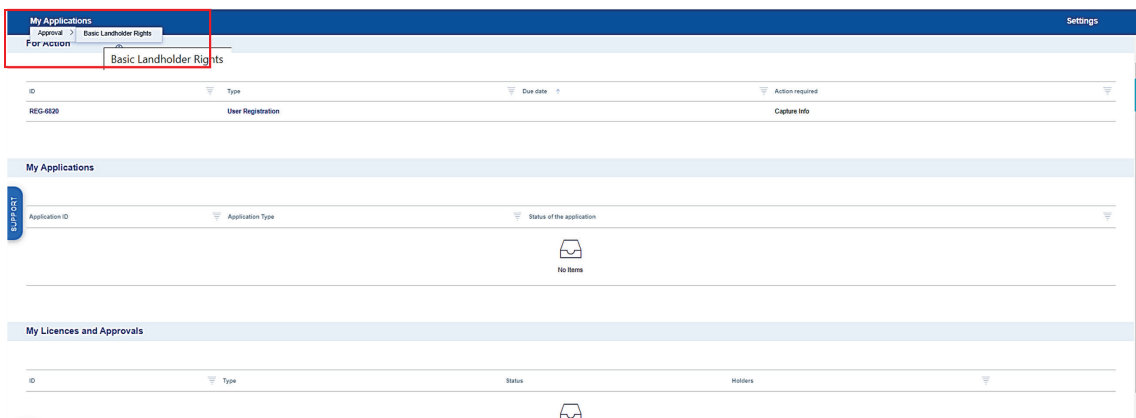 My Applications Settings
Approval > Basic Landholder Rights
For Action
Basic Landholder Rights
ID Type Due date Action required
REG-6820 User Registration Capture Info
My Applications
SUPPORT
Application ID Application Type Status of the application
No Items
My Licences and Approvals
ID Type Status Holders